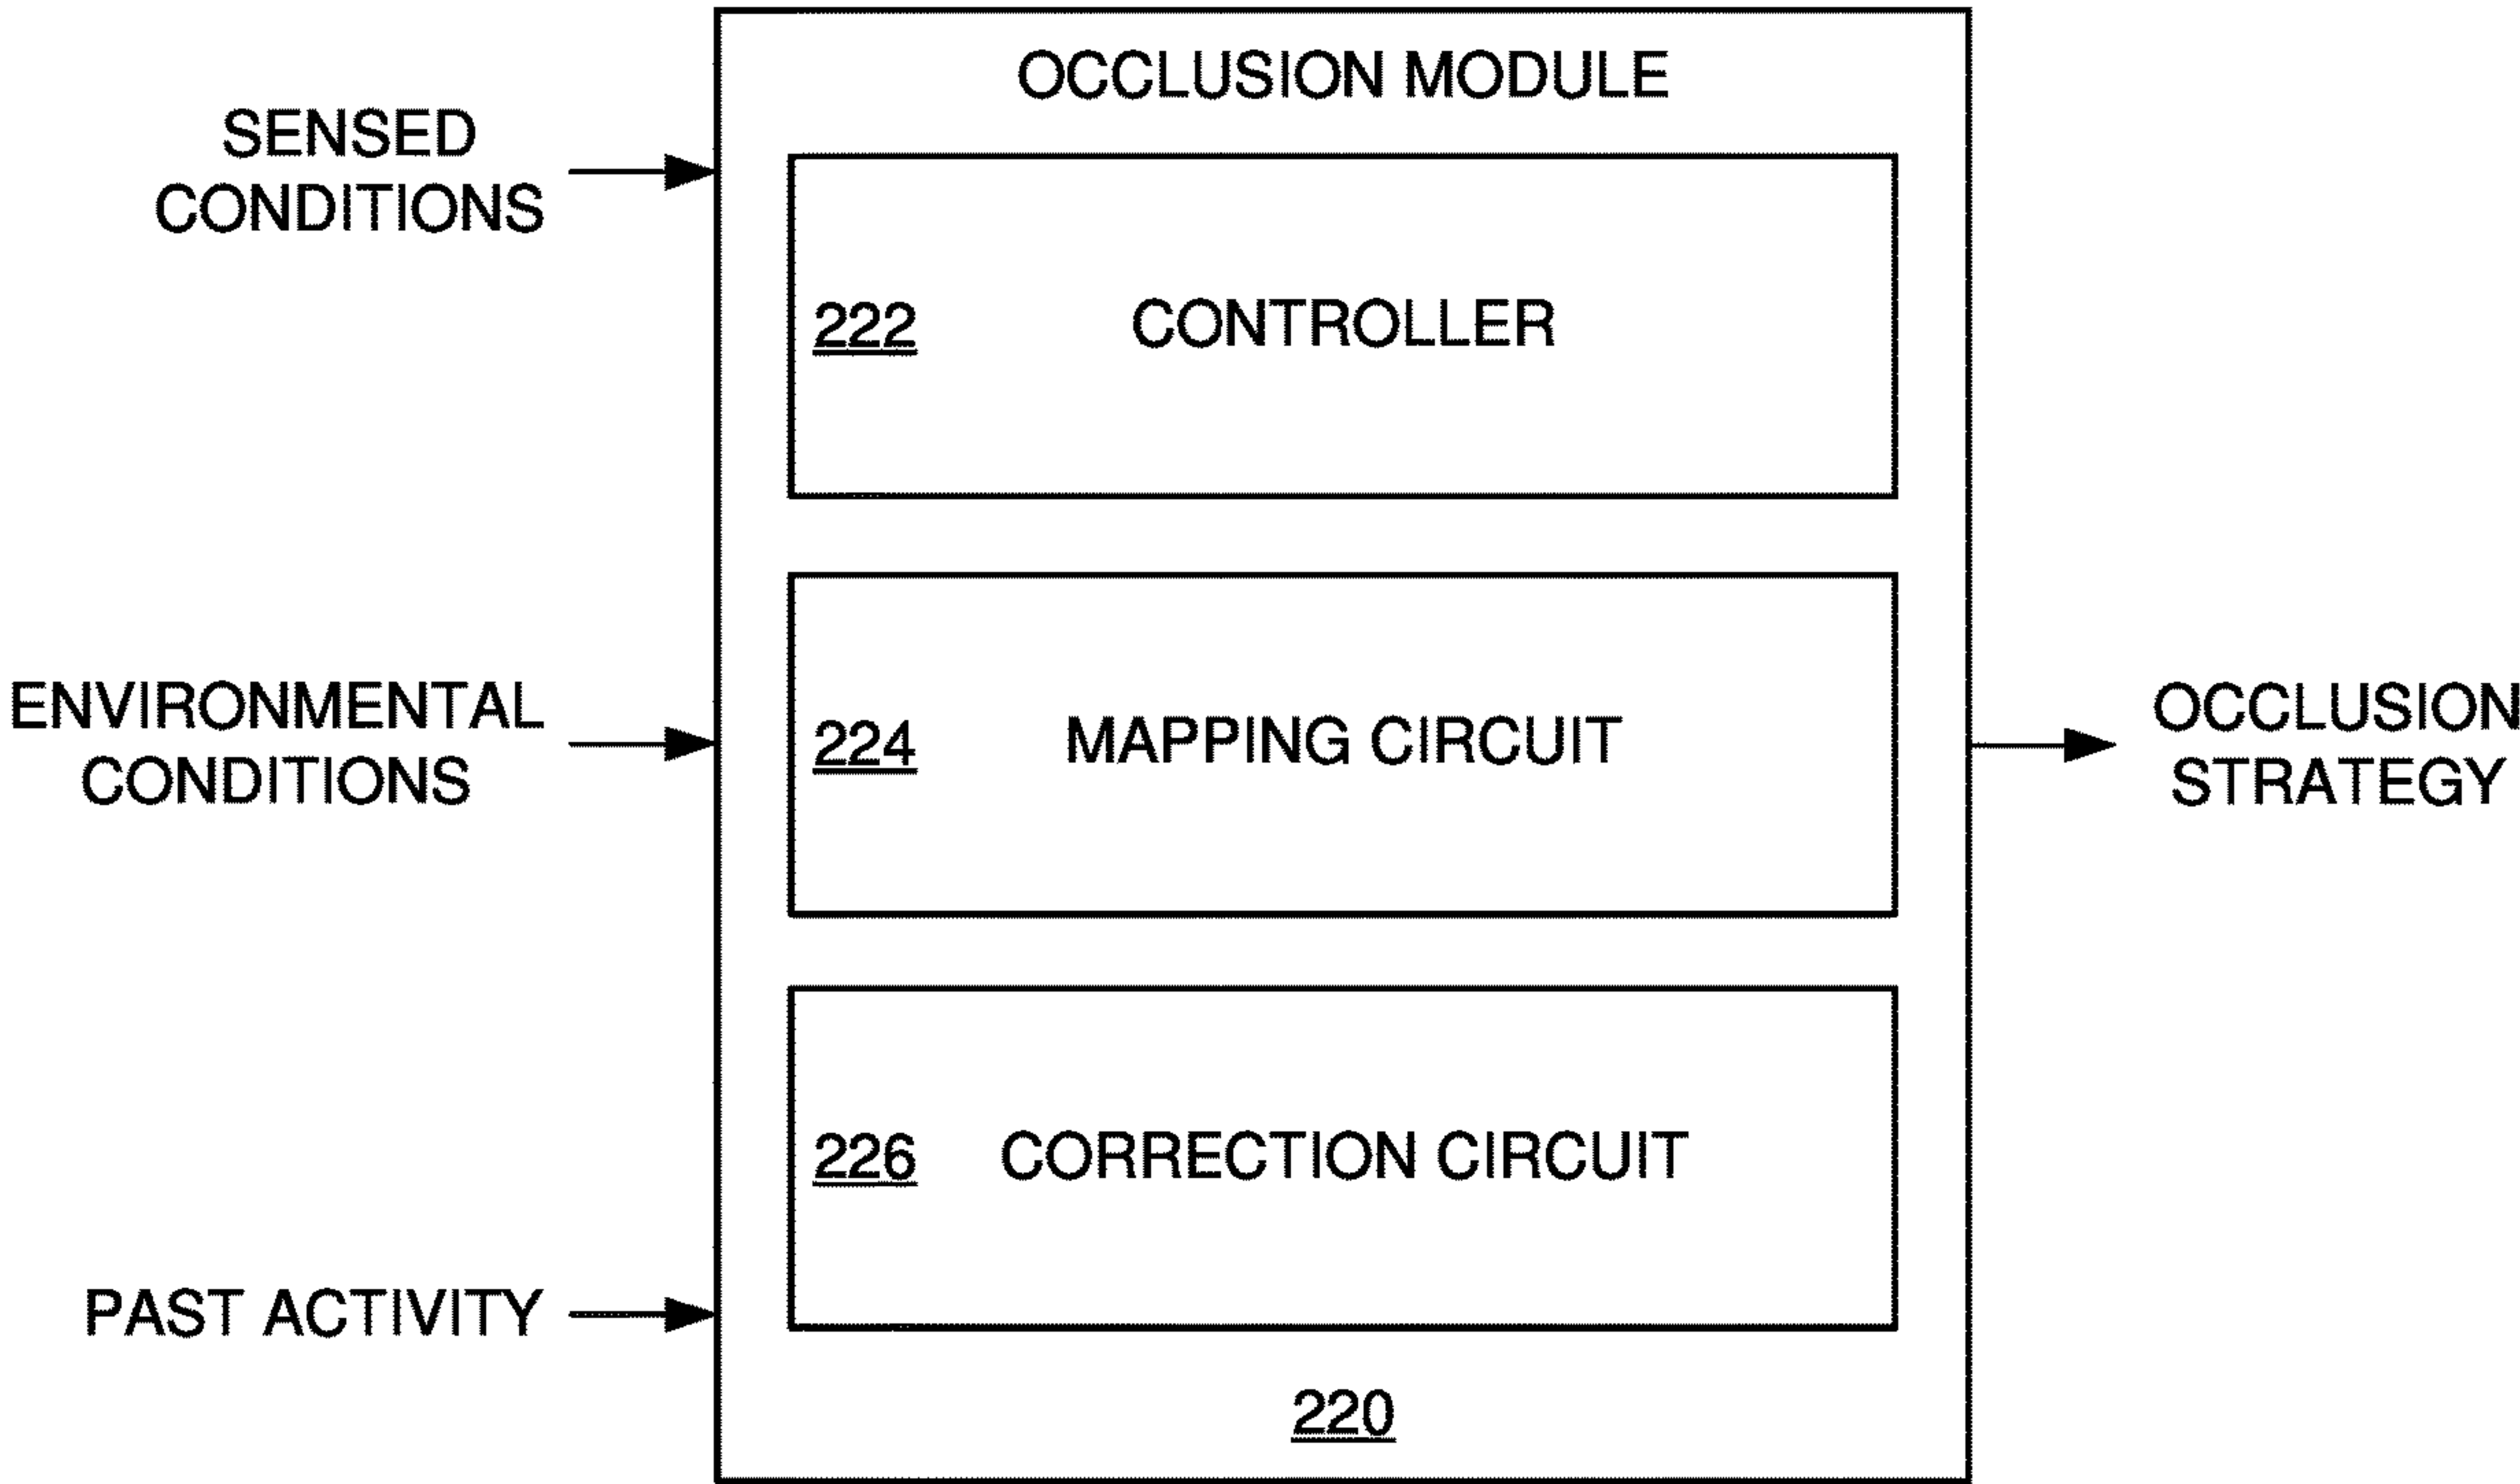 OCCLUSION MODULE
SENSED
CONDITIONS
222 CONTROLLER
ENVIRONMENTAL
CONDITIONS
224 MAPPING CIRCUIT
OCCLUSION
STRATEGY
226 CORRECTION CIRCUIT
PAST ACTIVITY
220